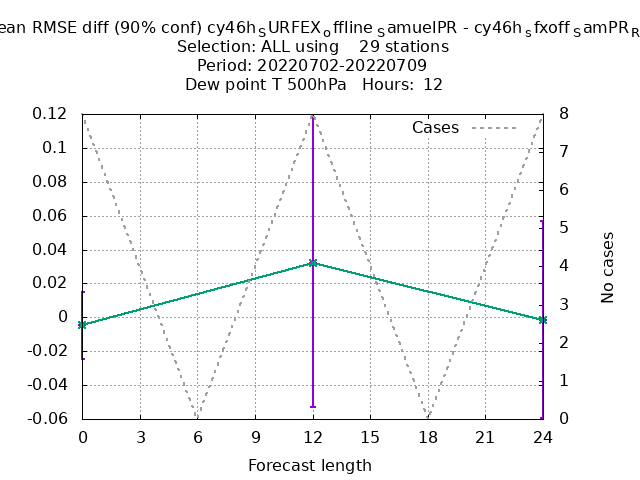 ean RMSE diff (90% conf) cy46h_SURFEX_offline_SamuelPR - cy46h_sfxoff_SamPR_R
Selection: ALL using 29 stations
Period: 20220702-20220709
Dew point T 500hPa Hours: 12
Cases
0.12
0.1
0.08
0.06
0.04
0.02
0
-0.02
-0.04
-0.06
8
7
6
5
4
3
2
1
0
No cases
0 3 6 9 12 15 18 21 24
Forecast length